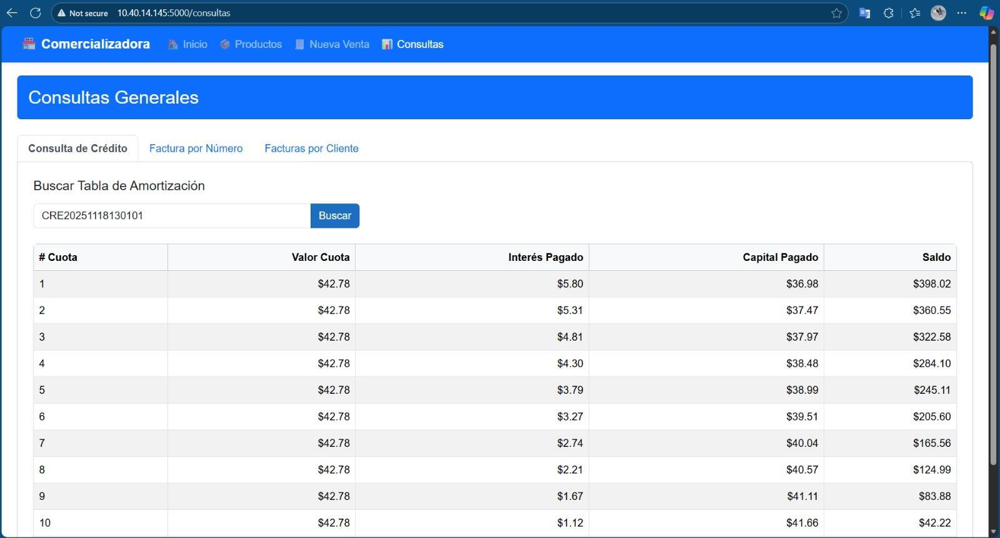 Not secure 10.40.14.145:5000/consultas
Comercializadora Inicio Productos Nueva Venta Consultas
Consultas Generales
Consulta de Crédito Factura por Número Facturas por Cliente
Buscar Tabla de Amortización
CRE20251118130101 Buscar
# Cuota Valor Cuota Interés Pagado Capital Pagado Saldo
1 $42.78 $5.80 $36.98 $398.02
2 $42.78 $5.31 $37.47 $360.55
3 $42.78 $4.81 $37.97 $322.58
4 $42.78 $4.30 $38.48 $284.10
5 $42.78 $3.79 $38.99 $245.11
6 $42.78 $3.27 $39.51 $205.60
7 $42.78 $2.74 $40.04 $165.56
8 $42.78 $2.21 $40.57 $124.99
9 $42.78 $1.67 $41.11 $83.88
10 $42.78 $1.12 $41.66 $42.22